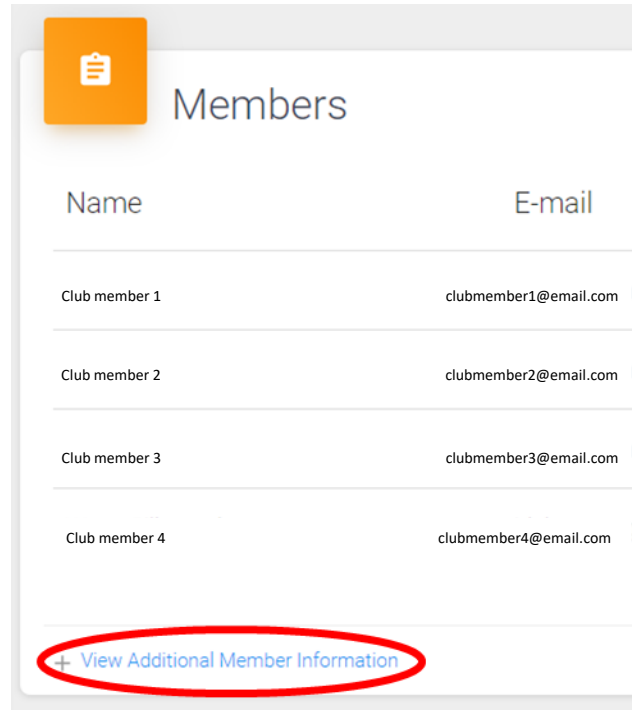 Members
Name E-mail
Club member 1 clubmember1@email.com
Club member 2 clubmember2@email.com
Club member 3 clubmember3@email.com
Club member 4 clubmember4@email.com
+ View Additional Member Information